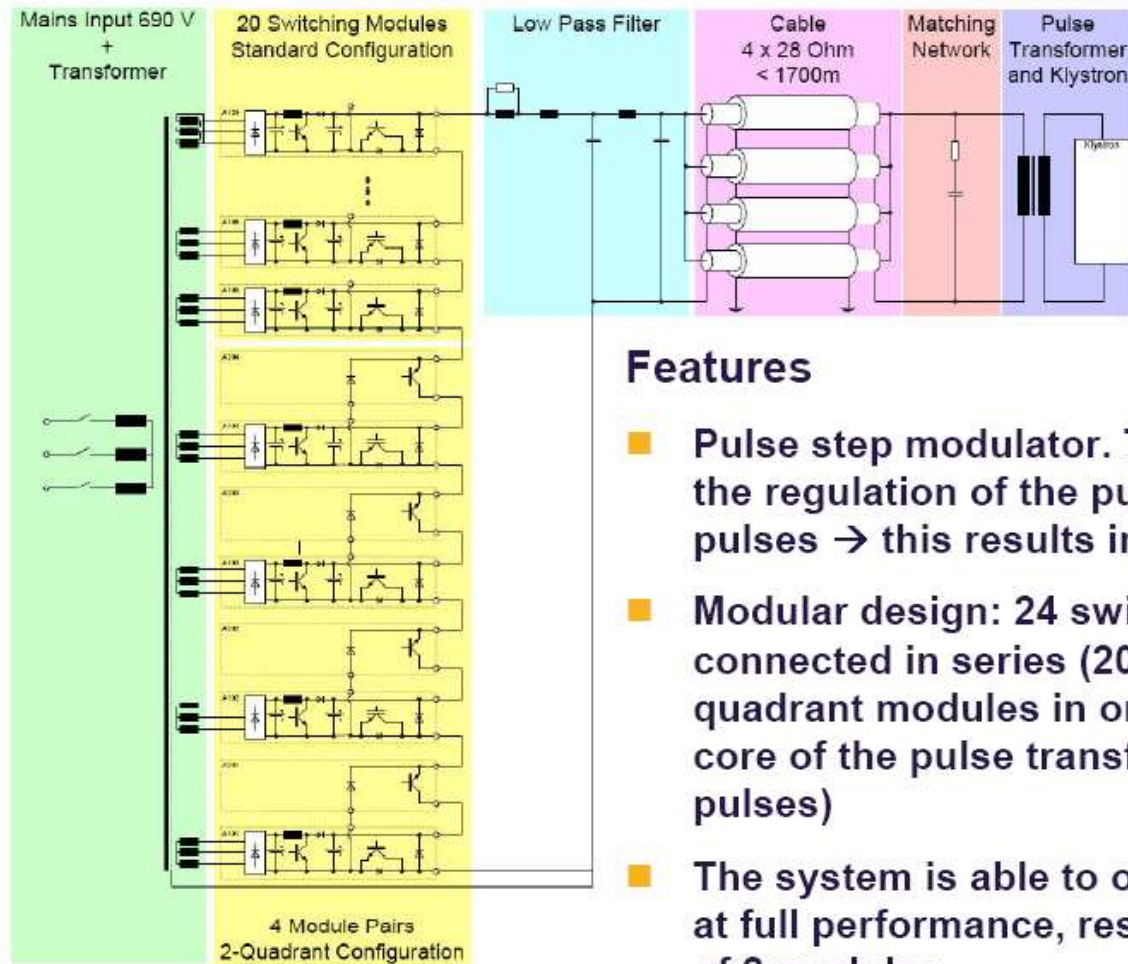 Mains Input 690 V
+
Transformer
20 Switching Modules
Standard Configuration
Low Pass Filter
Cable
4 x 28 Ohm
< 1700m
Matching
Network
Pulse
Transformer
and Klystron
Klystron
4 Module Pairs
2-Quadrant Configuration
Features
Pulse step modulator.
the regulation of the pu
pulses → this results i
Modular design: 24 swi
connected in series (20
quadrant modules in o
core of the pulse trans
pulses)
The system is able to o
at full performance, res